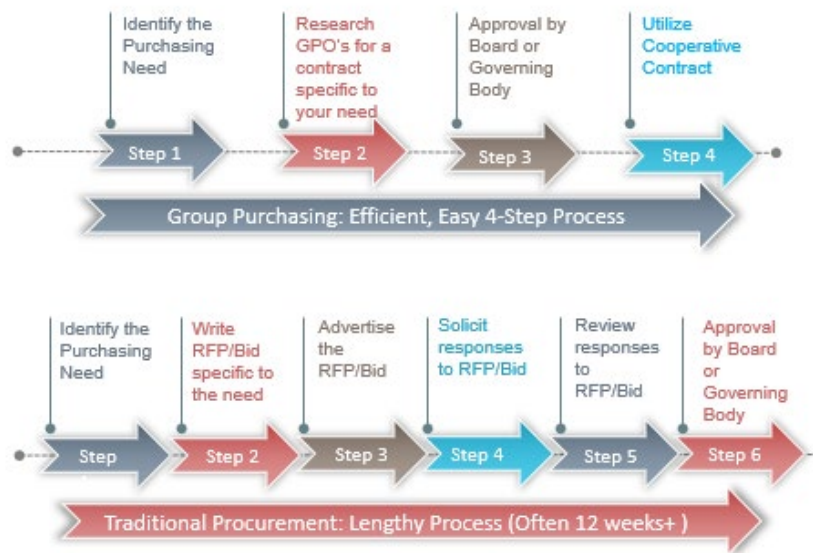 Identify the
Purchasing
Need
Research
GPO's for a
contract
specific to
your need
Approval by
Board or
Governing
Body
Utilize
Cooperative
Contract
Step 1
Step 2
Step 3
Step 4
Group Purchasing: Efficient, Easy 4-Step Process
Identify the
Purchasing
Need
Write
RFP/Bid
specific to
the need
Advertise
the
RFP/Bid
Solicit
responses
to RFP/Bid
Review
responses
to
RFP/Bid
Approval
by Board
or
Governing
Body
Step
Step 2
Step 3
Step 4
Step 5
Step 6
Traditional Procurement: Lengthy Process (Often 12 weeks+ )